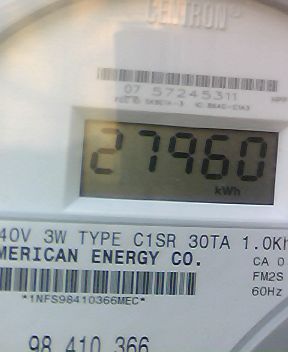 CENTRON®
07 57245311
27960
kWh
40V 3W TYPE C1SR 30TA 1.0Kh
MERICAN ENERGY CO.
CA 0
FM2S
60Hz
*1NFS98410366MEC*
98 410 366